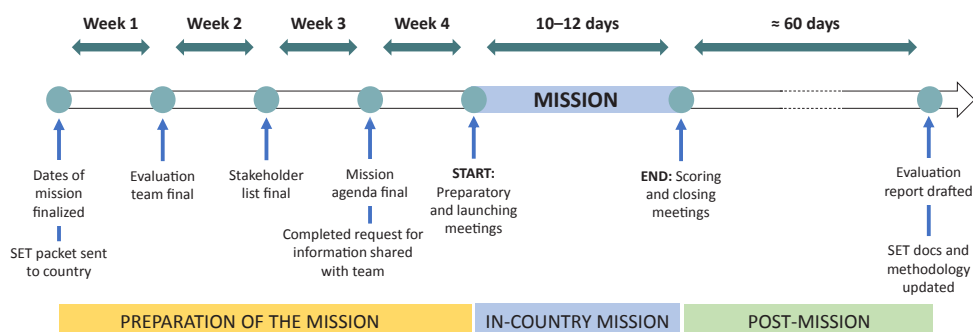 Week 1
Week 2
Week 3
Week 4
10–12 days
≈ 60 days
MISSION
Dates of
mission
finalized
SET packet sent
to country
Evaluation
team final
Stakeholder
list final
Mission
agenda final
Completed request for
information shared
with team
START:
Preparatory
and launching
meetings
END: Scoring
and closing
meetings
Evaluation
report drafted
SET docs and
methodology
updated
PREPARATION OF THE MISSION
IN-COUNTRY MISSION
POST-MISSION